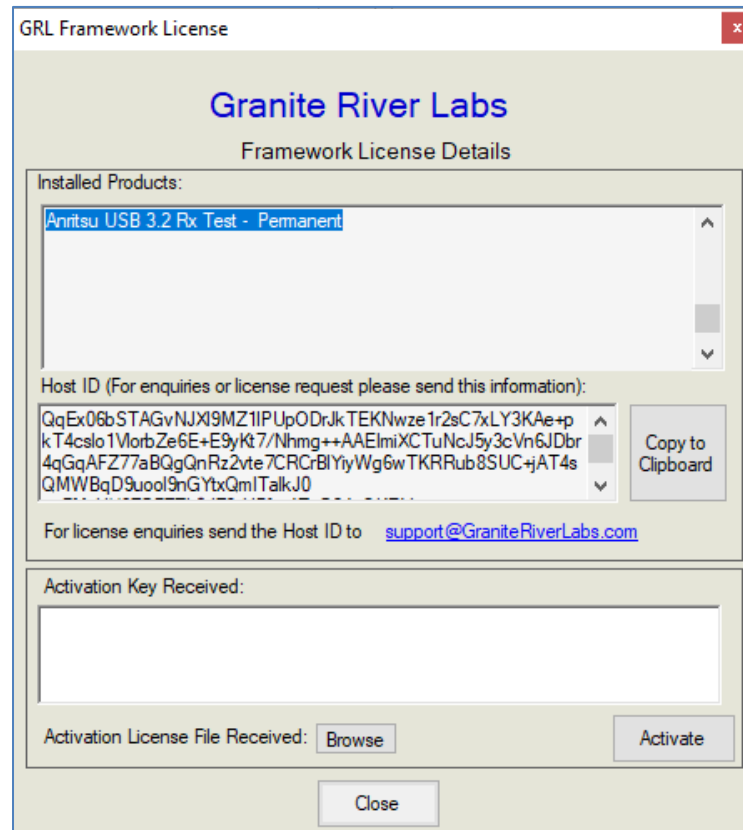 GRL Framework License
x
Granite River Labs
Framework License Details
Installed Products:
Anritsu USB 3.2 Rx Test - Permanent
Host ID (For enquiries or license request please send this information):
QqEx06bSTAGvNJXI9MZ1IPUpODrJkTEKNwze1r2sC7xLY3KAe+p
kT4cslo1VlorbZe6E+E9yKt7/Nhmg++AAElmiXCTuNcJ5y3cVn6JDbr
4qGqAFZ77aBQgQnRz2vte7CRCrBlYiyWg6wTKRRub8SUC+jAT4s
QMWBqD9uool9nGYtxQmITalkJ0
Copy to
Clipboard
For license enquiries send the Host ID to support@GraniteRiverLabs.com
Activation Key Received:
Activation License File Received:
Browse
Activate
Close